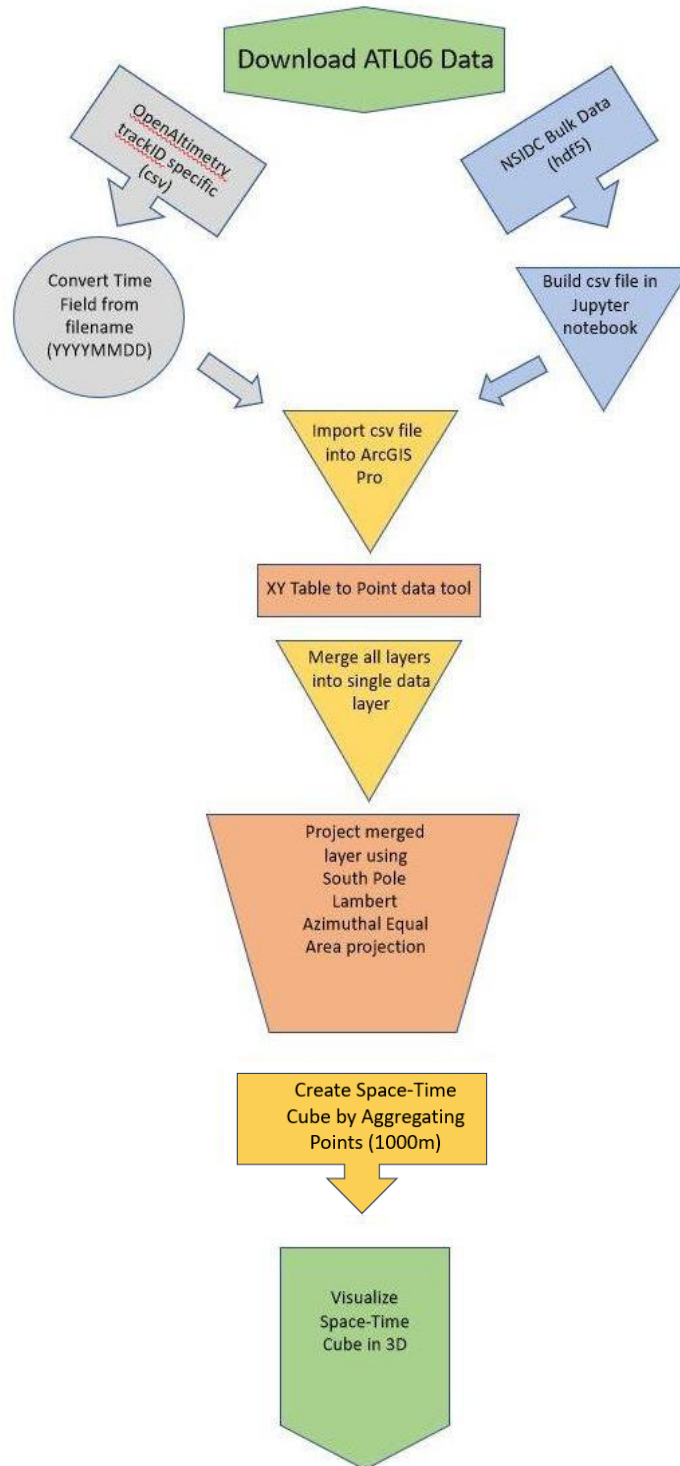 Download ATL06 Data
OpenAltimetry
trackID specific
(csv)
NSIDC Bulk Data
(hdf5)
Convert Time
Field from
filename
(YYYYMMDD)
Build csv file in
Jupyter
notebook
Import csv file
into ArcGIS
Pro
XY Table to Point data tool
Merge all layers
into single data
layer
Project merged
layer using
South Pole
Lambert
Azimuthal Equal
Area projection
Create Space-Time
Cube by Aggregating
Points (1000m)
Visualize
Space-Time
Cube in 3D